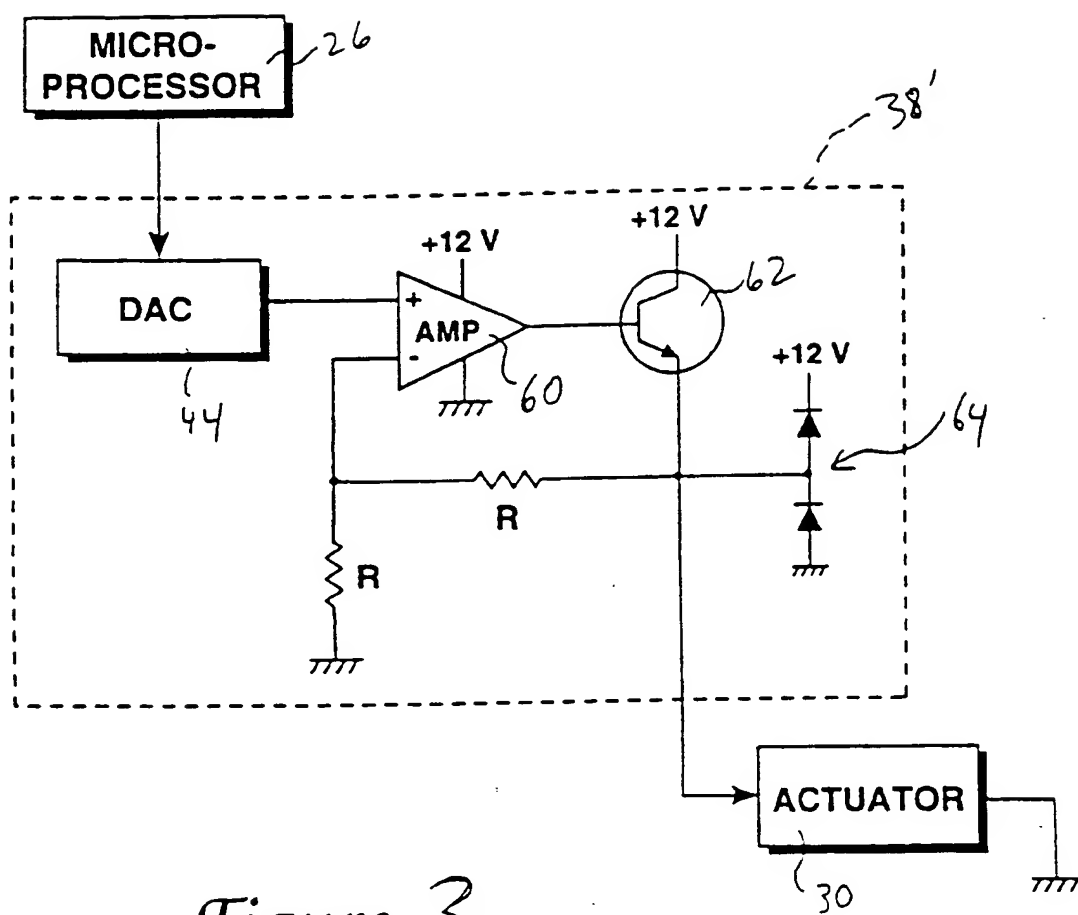 MICRO-
PROCESSOR
26
38'
+12 V
+12 V
DAC
+
AMP
-
62
60
+12 V
44
64
R
R
ACTUATOR
30
Figure 3